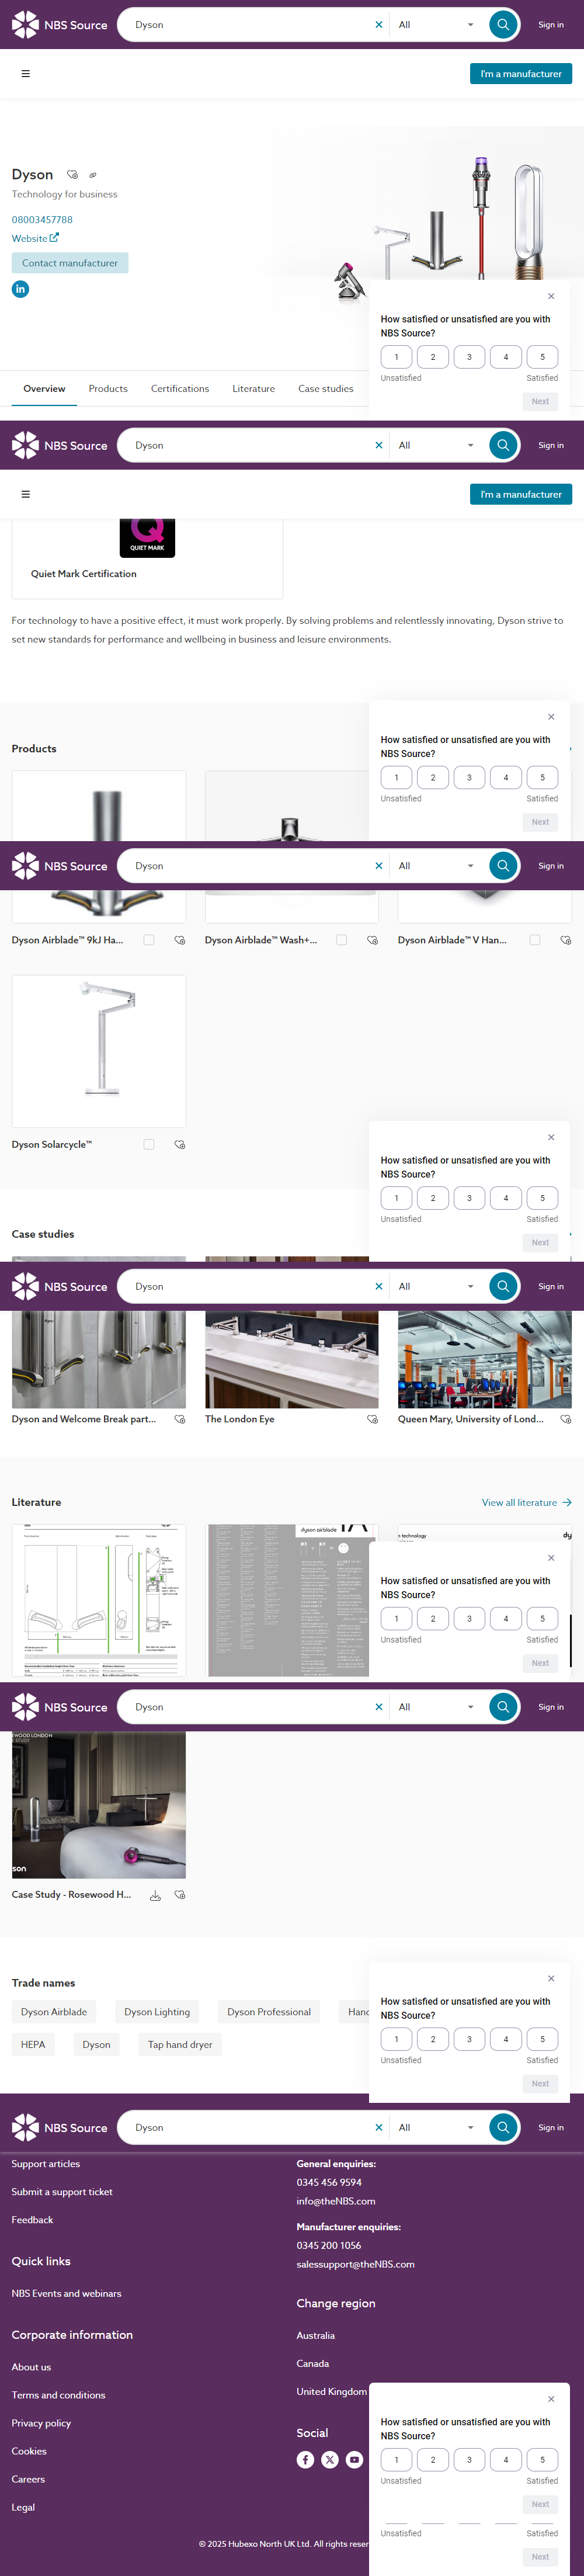 NBS Source
Dyson
All
Sign in
I'm a manufacturer
Dyson
Technology for business
08003457788
Website
Contact manufacturer
How satisfied or unsatisfied are you with
NBS Source?
1 2 3 4 5
Unsatisfied Satisfied
Next
Overview Products Certifications Literature Case studies
NBS Source
Dyson
All
Sign in
I'm a manufacturer
QUIET MARK
Quiet Mark Certification
For technology to have a positive effect, it must work properly. By solving problems and relentlessly innovating, Dyson strive to
set new standards for performance and wellbeing in business and leisure environments.
How satisfied or unsatisfied are you with
NBS Source?
1 2 3 4 5
Unsatisfied Satisfied
Next
Products
NBS Source
Dyson
All
Sign in
Dyson Airblade™ 9kJ Ha...
Dyson Airblade™ Wash+...
Dyson Airblade™ V Han...
Dyson Solarcycle™
How satisfied or unsatisfied are you with
NBS Source?
1 2 3 4 5
Unsatisfied Satisfied
Next
Case studies
NBS Source
Dyson
All
Sign in
Dyson and Welcome Break part...
The London Eye
Queen Mary, University of Lond...
Literature
View all literature
dyson airblade
How satisfied or unsatisfied are you with
NBS Source?
1 2 3 4 5
Unsatisfied Satisfied
Next
NBS Source
Dyson
All
Sign in
EWOOD LONDON
son
Case Study - Rosewood H...
Trade names
Dyson Airblade
Dyson Lighting
Dyson Professional
HEPA
Dyson
Tap hand dryer
How satisfied or unsatisfied are you with
NBS Source?
1 2 3 4 5
Unsatisfied Satisfied
Next
NBS Source
Dyson
All
Sign in
Support articles
Submit a support ticket
Feedback
Quick links
NBS Events and webinars
Corporate information
About us
Terms and conditions
Privacy policy
Cookies
Careers
Legal
General enquiries:
0345 456 9594
info@theNBS.com
Manufacturer enquiries:
0345 200 1056
salessupport@theNBS.com
Change region
Australia
Canada
United Kingdom
Social
How satisfied or unsatisfied are you with
NBS Source?
1 2 3 4 5
Unsatisfied Satisfied
Next
Unsatisfied Satisfied
Next
© 2025 Hubexo North UK Ltd. All rights reser